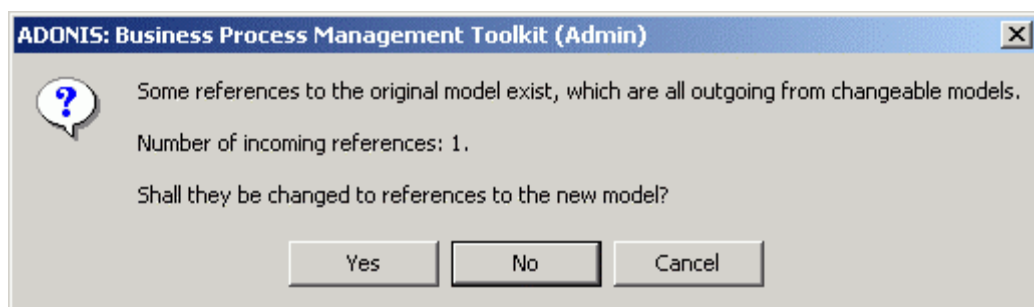 ADONIS: Business Process Management Toolkit (Admin)
Some references to the original model exist, which are all outgoing from changeable models.
Number of incoming references: 1.
Shall they be changed to references to the new model?
Yes No Cancel